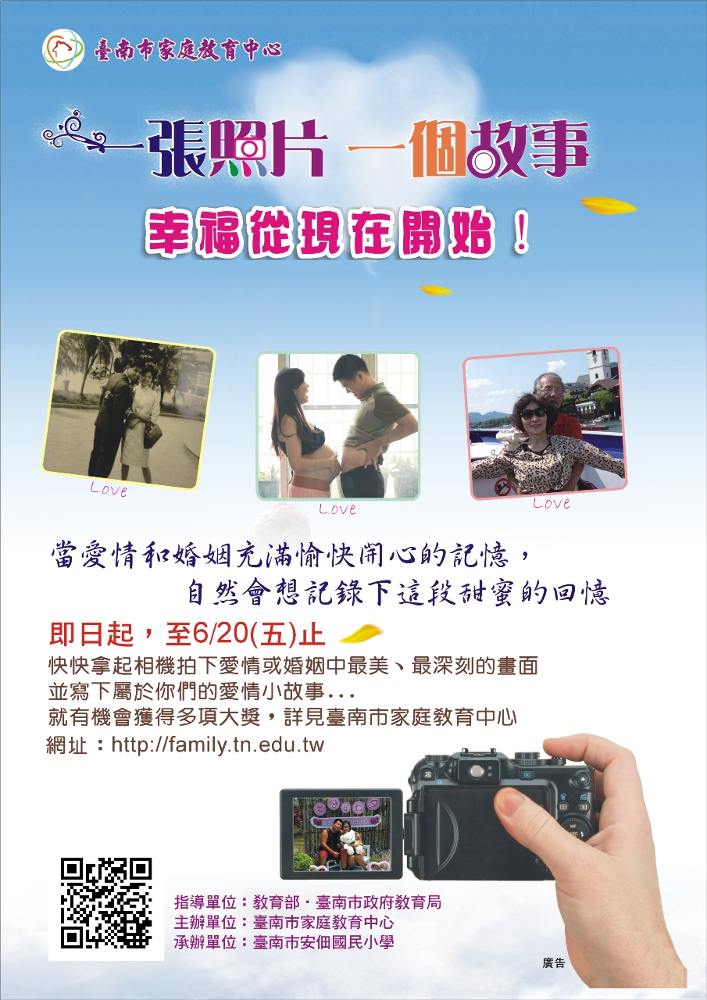 臺南市家庭教育中心
一張照片 一個故事
幸福從現在開始！
Love
Love
Love
當愛情和婚姻充滿愉快開心的記憶，
自然會想記錄下這段甜蜜的回憶
即日起，至6/20(五)止
快快拿起相機拍下愛情或婚姻中最美、最深刻的畫面
並寫下屬於你們的愛情小故事...
就有機會獲得多項大獎，詳見臺南市家庭教育中心
網址：http://family.tn.edu.tw
MF
指導單位：教育部．臺南市政府教育局
主辦單位：臺南市家庭教育中心
承辦單位：臺南市安佃國民小學
廣告